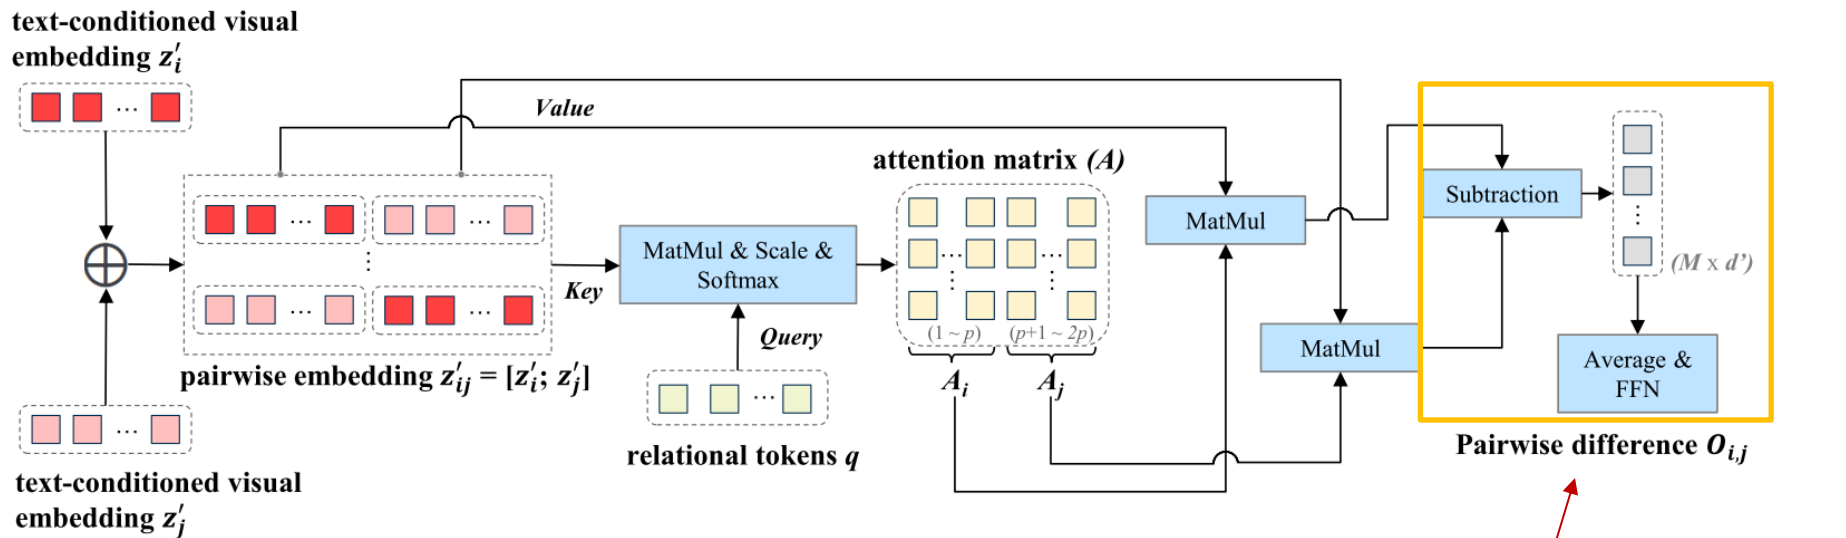 text-conditioned visual
embedding z′i
Value
attention matrix (A)
Subtraction
MatMul
MatMul & Scale &
Softmax
Key
(M x d’)
(1 ~ p)
(p+1 ~ 2p)
Query
MatMul
Average &
FFN
pairwise embedding z′ij = [z′i; z′j]
Ai
Aj
relational tokens q
Pairwise difference Oi,j
text-conditioned visual
embedding z′j